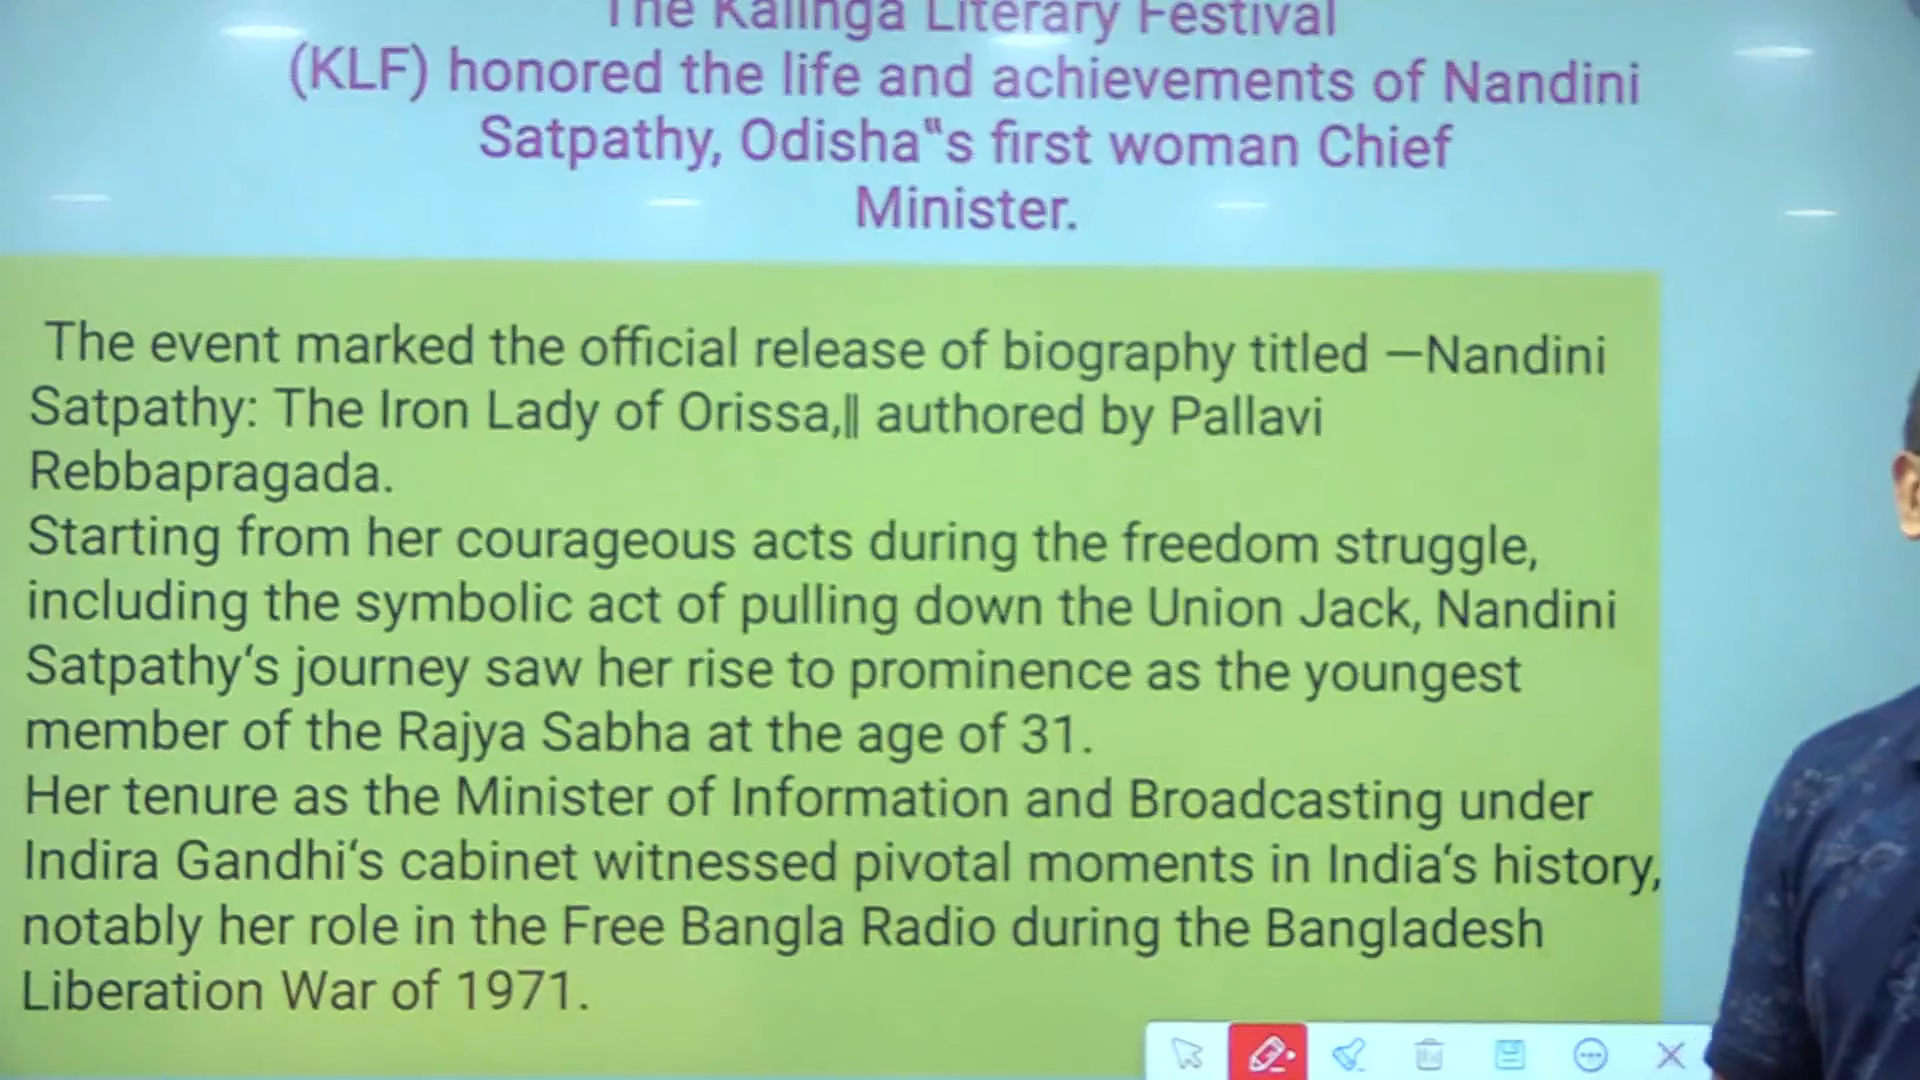 The Kalinga Literary Festival
(KLF) honored the life and achievements of Nandini
Satpathy, Odisha‟s first woman Chief
Minister.
The event marked the official release of biography titled ―Nandini
Satpathy: The Iron Lady of Orissa,‖ authored by Pallavi
Rebbapragada.
Starting from her courageous acts during the freedom struggle,
including the symbolic act of pulling down the Union Jack, Nandini
Satpathy‘s journey saw her rise to prominence as the youngest
member of the Rajya Sabha at the age of 31.
Her tenure as the Minister of Information and Broadcasting under
Indira Gandhi‘s cabinet witnessed pivotal moments in India‘s history,
notably her role in the Free Bangla Radio during the Bangladesh
Liberation War of 1971.